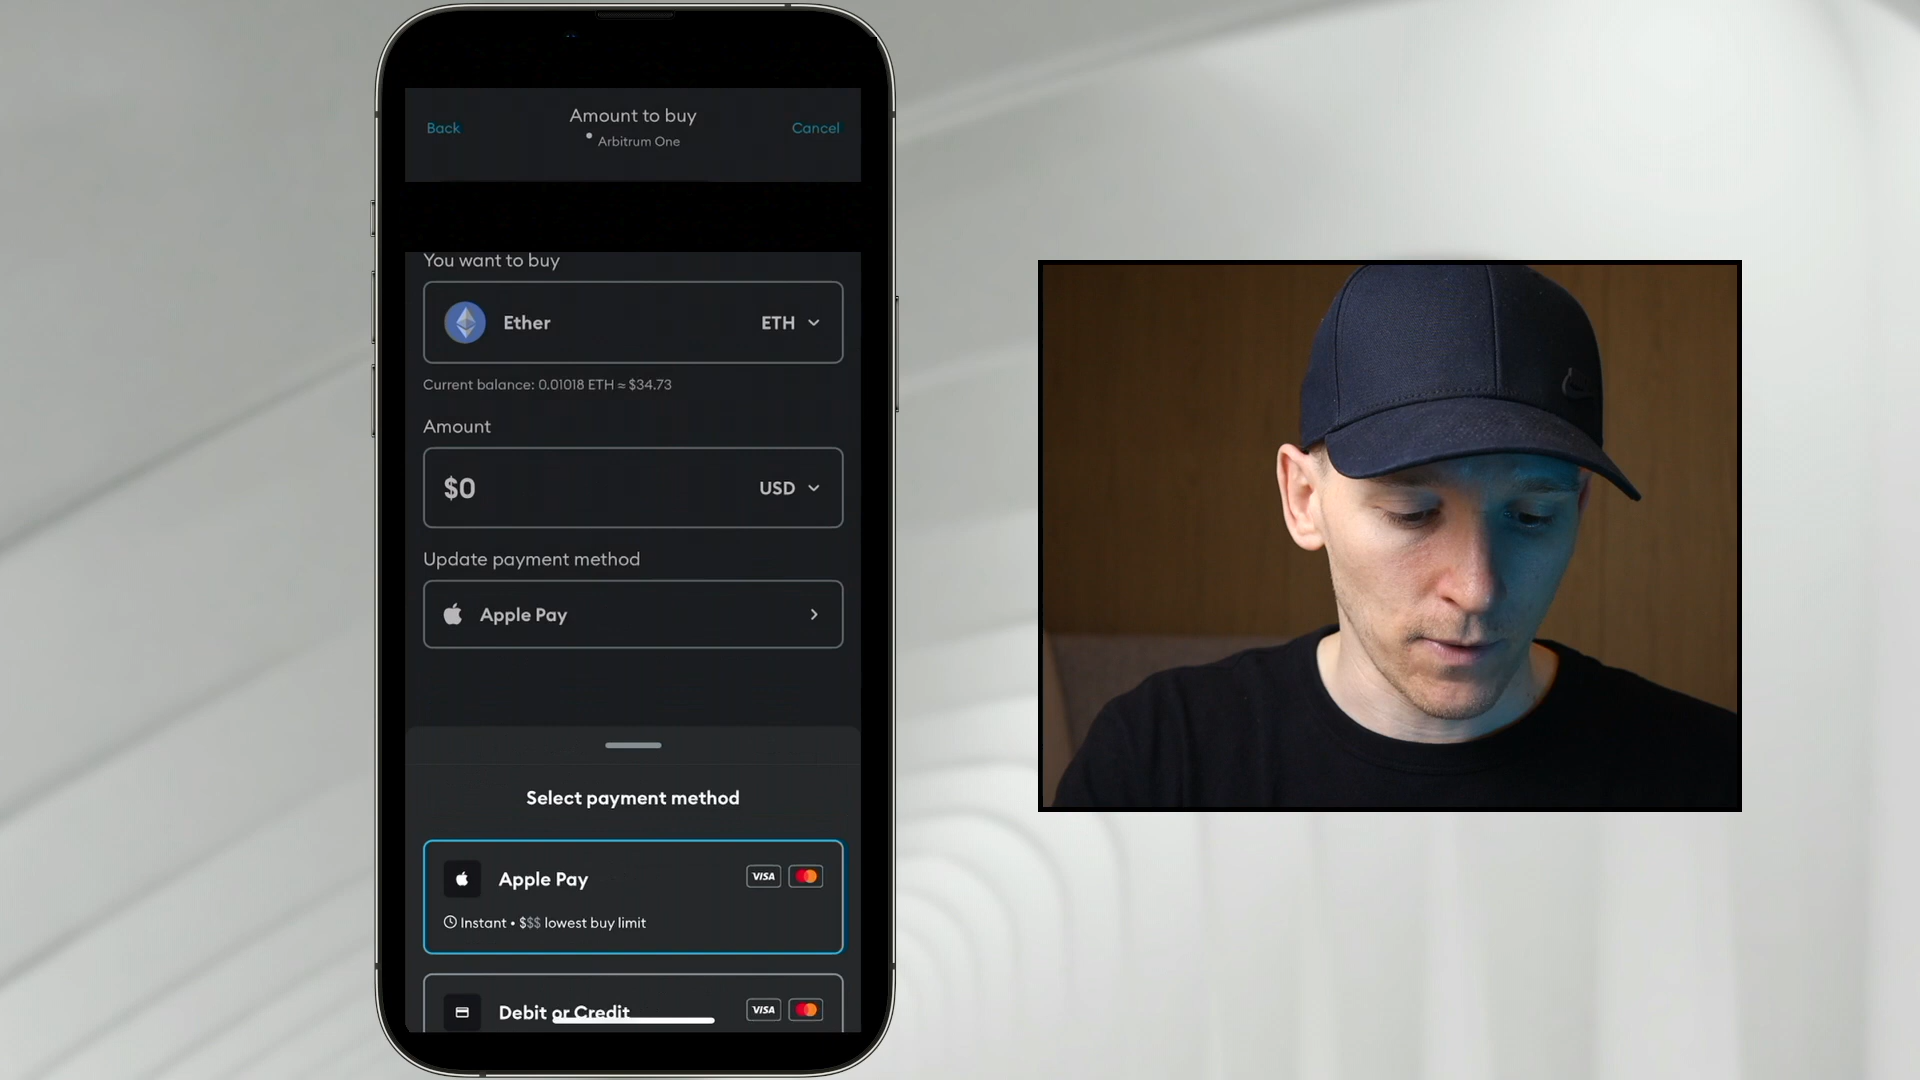 Back
Amount to buy
Cancel
Arbitrum One
You want to buy
Ether
ETH
Current balance: 0.01018 ETH ≈ $34.73
Amount
$0
USD
Update payment method
Apple Pay
Select payment method
Apple Pay
VISA
Instant • $$$ lowest buy limit
Debit or Credit
VISA